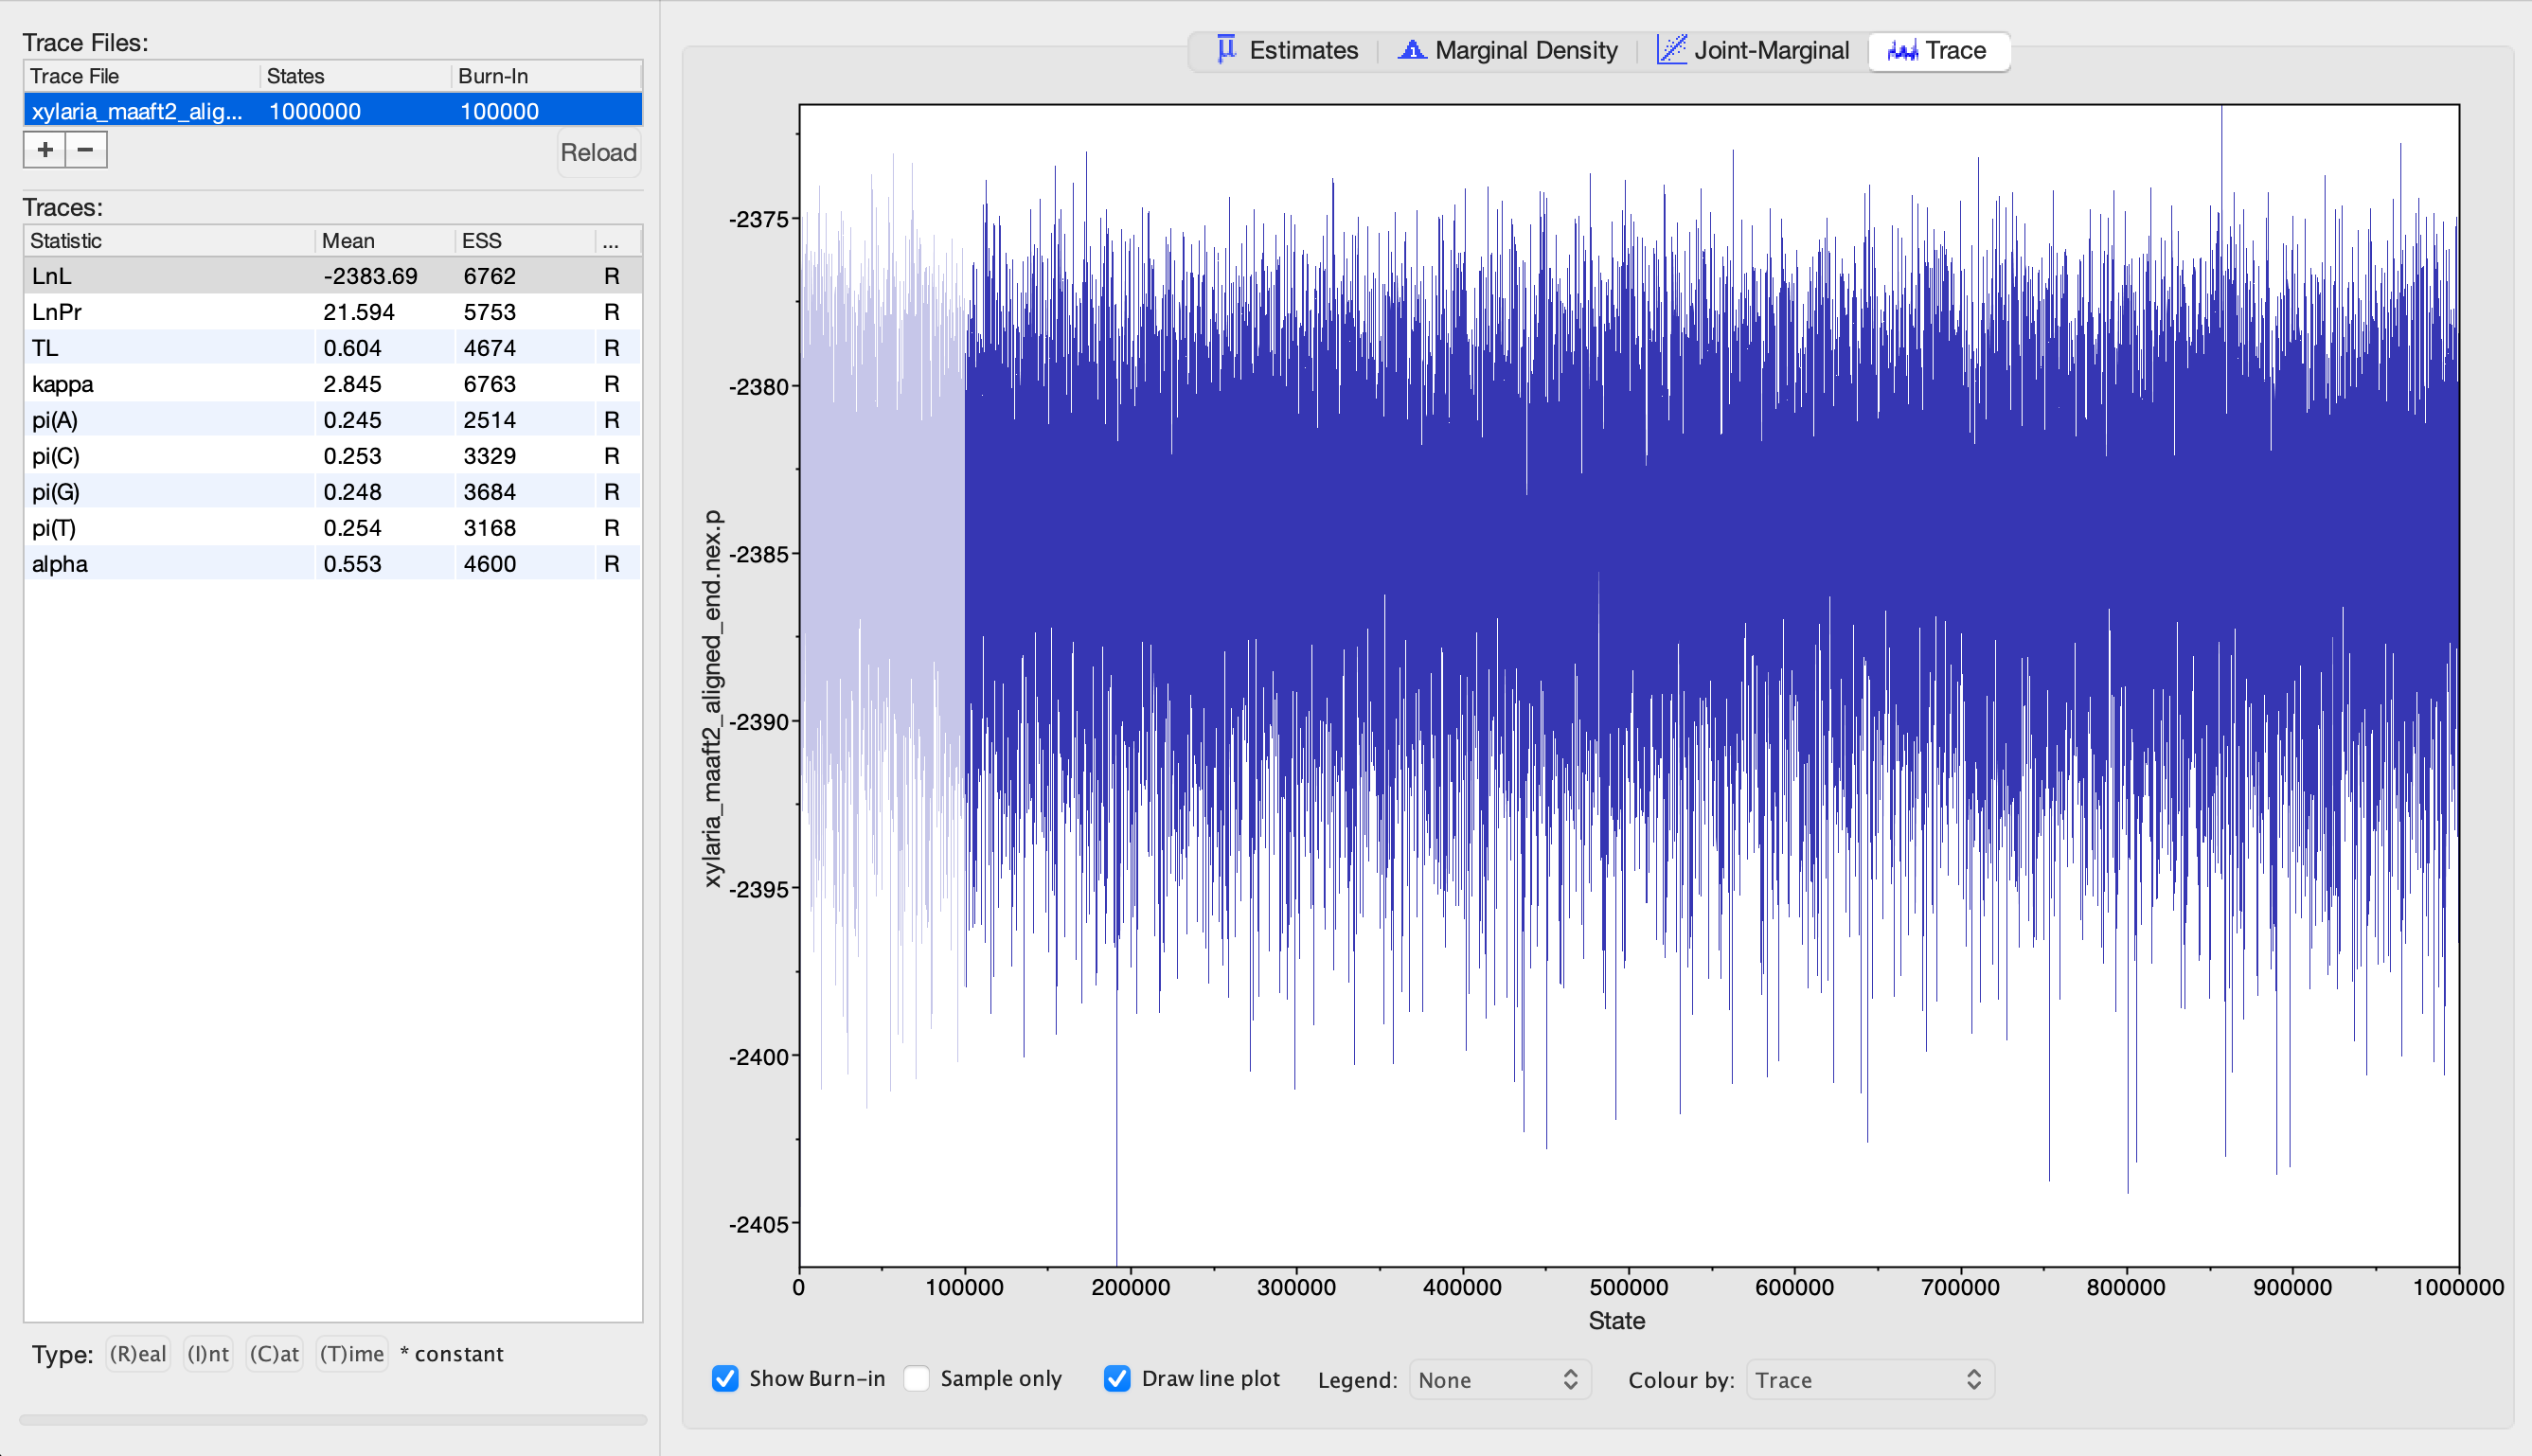 Trace Files:
Trace File States Burn-In
xylaria_maaft2_alig... 1000000 100000
+ − Reload
Traces:
Statistic Mean ESS ...
LnL -2383.69 6762 R
LnPr 21.594 5753 R
TL 0.604 4674 R
kappa 2.845 6763 R
pi(A) 0.245 2514 R
pi(C) 0.253 3329 R
pi(G) 0.248 3684 R
pi(T) 0.254 3168 R
alpha 0.553 4600 R
Type: (R)eal (I)nt (C)at (T)ime * constant
Estimates Marginal Density Joint-Marginal Trace
xylaria_maaft2_aligned_end.nex.p
-2375
-2380
-2385
-2390
-2395
-2400
-2405
0 100000 200000 300000 400000 500000 600000 700000 800000 900000 1000000
State
Show Burn-in Sample only Draw line plot Legend: None Colour by: Trace